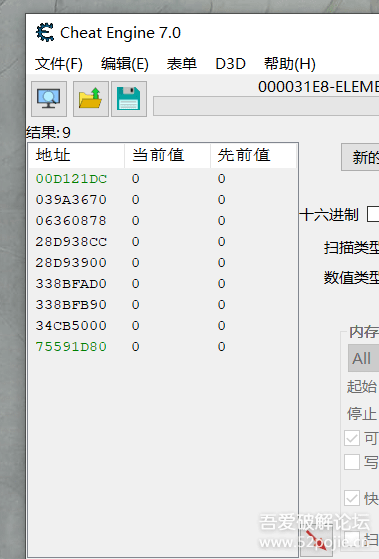 Cheat Engine 7.0
文件(F) 编辑(E) 表单 D3D 帮助(H)
000031E8-ELEME
结果: 9
地址 当前值 先前值
00D121DC 0 0
039A3670 0 0
06360878 0 0
28D938CC 0 0
28D93900 0 0
338BFAD0 0 0
338BFB90 0 0
34CB5000 0 0
75591D80 0 0
新的
十六进制
扫描类型
数值类型
内存
All
起始
停止
可
写
快
扫
吾爱破解论坛
www.52pojie.cn